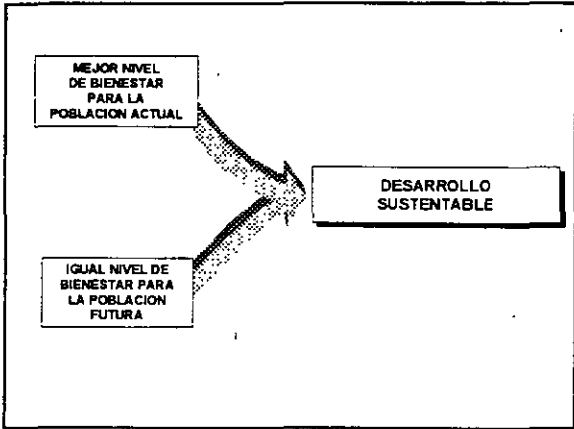 MEJOR NIVEL
DE BIENESTAR
PARA LA
POBLACION ACTUAL
DESARROLLO
SUSTENTABLE
IGUAL NIVEL DE
BIENESTAR PARA
LA POBLACION
FUTURA